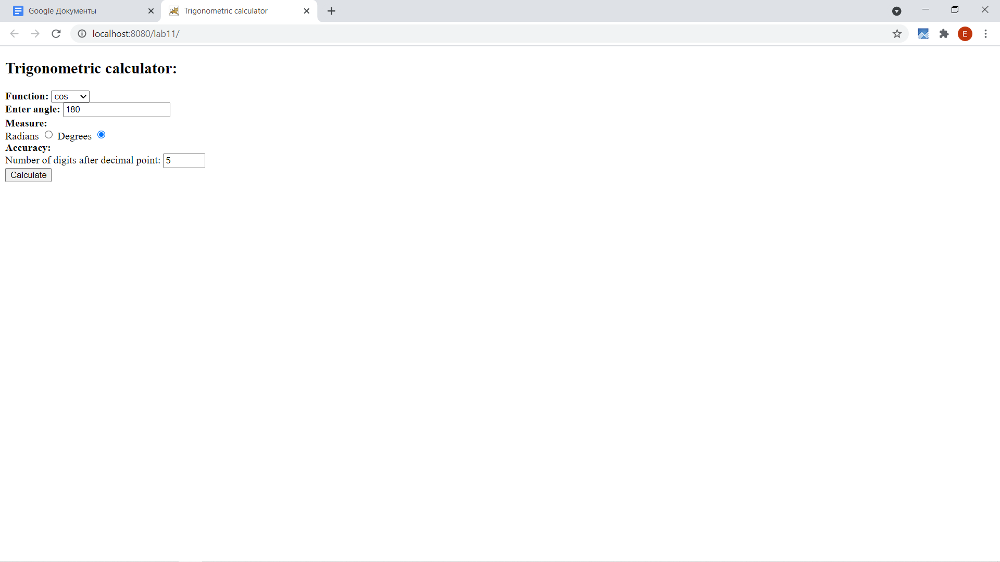 Google Документы
Trigonometric calculator
localhost:8080/lab11/
E
Trigonometric calculator:
Function: cos
Enter angle: 180
Measure:
Radians Degrees
Accuracy:
Number of digits after decimal point: 5
Calculate